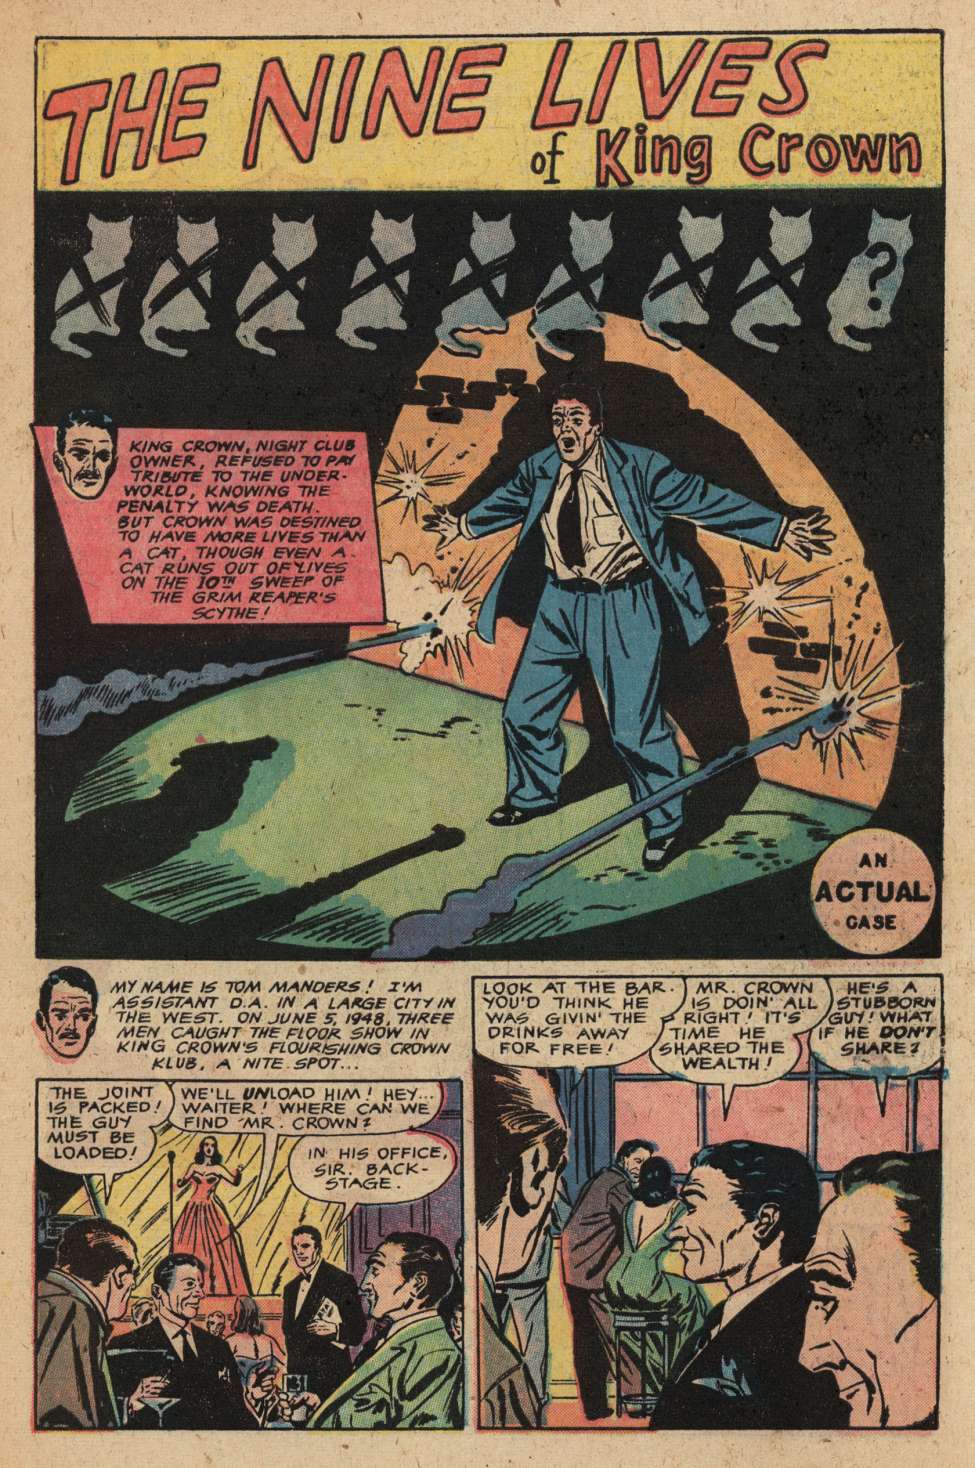 THE NINE LIVES
of King Crown
?
KING CROWN, NIGHT CLUB
OWNER, REFUSED TO PAY
TRIBUTE TO THE UNDER-
WORLD, KNOWING THE
PENALTY WAS DEATH.
BUT CROWN WAS DESTINED
TO HAVE MORE LIVES THAN
A CAT, THOUGH EVEN A
CAT RUNS OUT OF LIVES
ON THE 10TH SWEEP OF
THE GRIM REAPER'S
SCYTHE!
AN
ACTUAL
CASE
MY NAME IS TOM MANDERS! I'M
ASSISTANT D.A. IN A LARGE CITY IN
THE WEST. ON JUNE 5, 1948, THREE
MEN CAUGHT THE FLOOR SHOW IN
KING CROWN'S FLOURISHING CROWN
KLUB, A NITE SPOT...
THE JOINT
IS PACKED!
THE GUY
MUST BE
LOADED!
WE'LL UNLOAD HIM! HEY...
WAITER! WHERE CAN WE
FIND MR. CROWN?
IN HIS OFFICE,
SIR. BACK-
STAGE.
LOOK AT THE BAR.
YOU'D THINK HE
WAS GIVIN' THE
DRINKS AWAY
FOR FREE!
MR. CROWN
IS DOIN' ALL
RIGHT! IT'S
TIME HE
SHARED THE
WEALTH!
HE'S A
STUBBORN
GUY! WHAT
IF HE DON'T
SHARE?